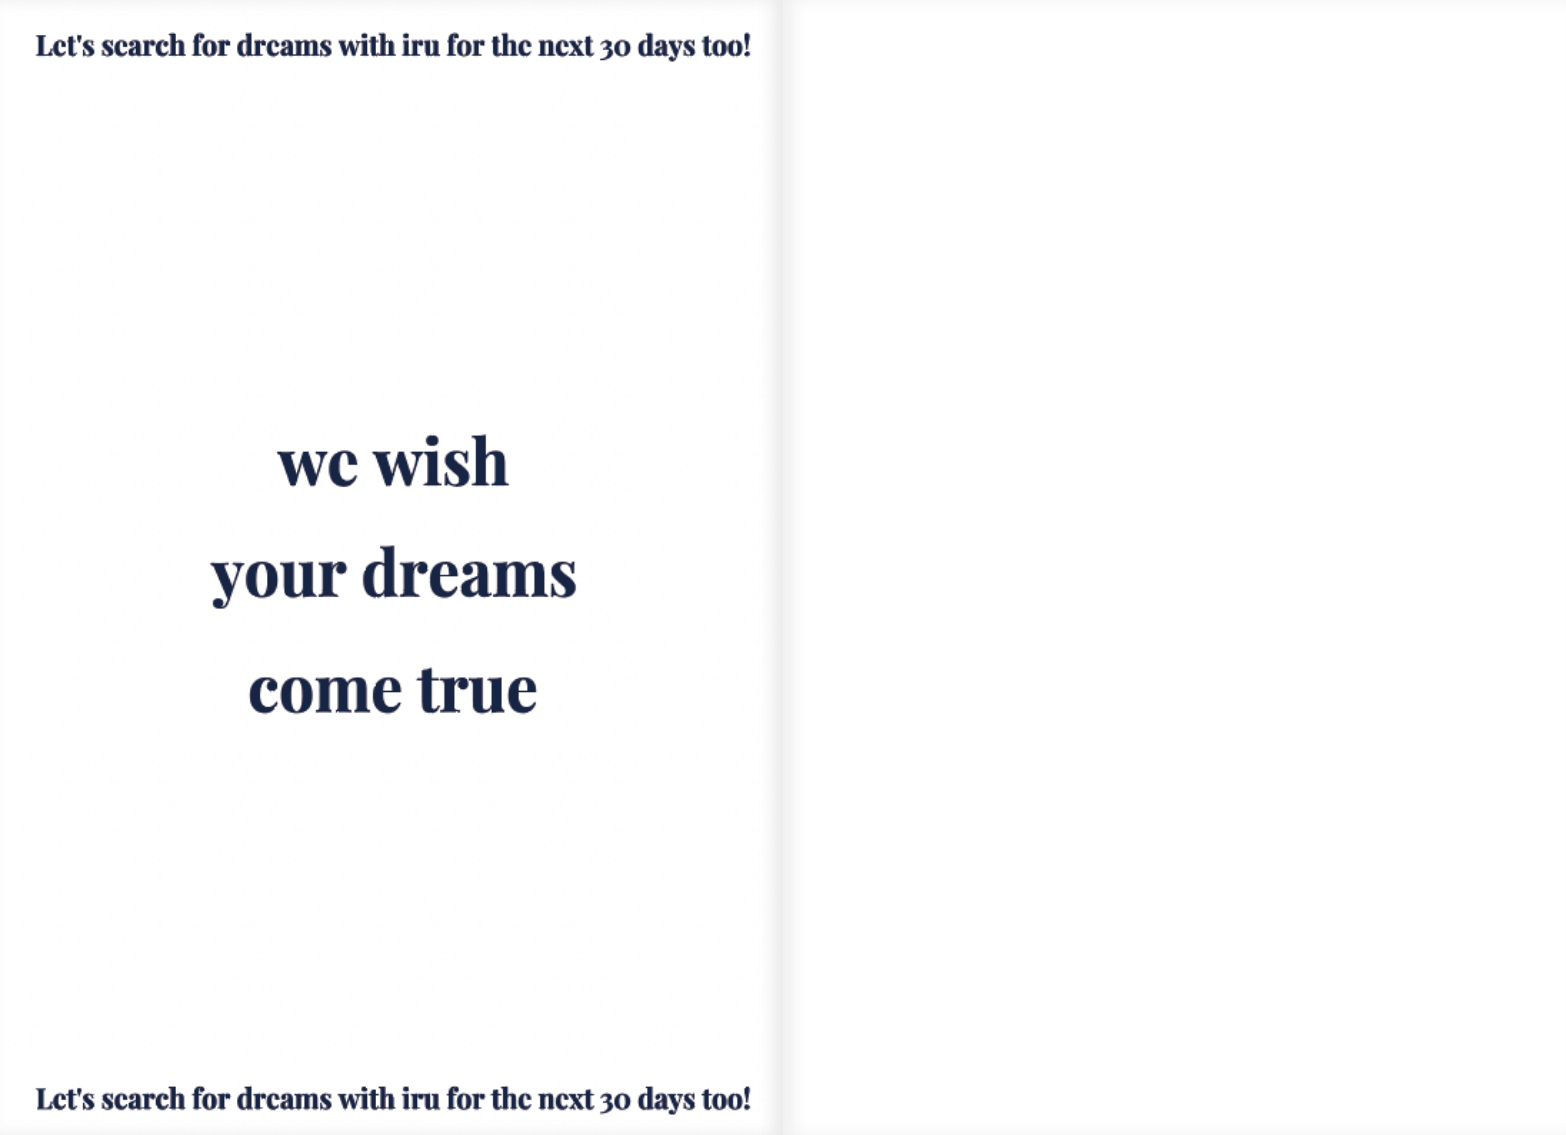 Let's search for dreams with iru for the next 30 days too!
we wish
your dreams
come true
Let's search for dreams with iru for the next 30 days too!